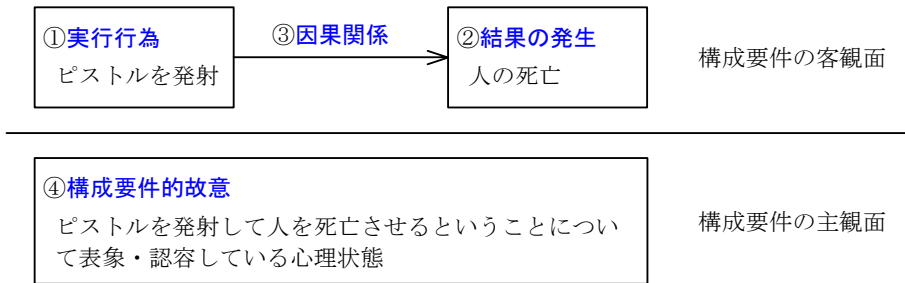 ①実行行為
ピストルを発射
③因果関係
②結果の発生
人の死亡
構成要件の客観面
④構成要件的故意
ピストルを発射して人を死亡させるということについ
て表象・認容している心理状態
構成要件の主観面